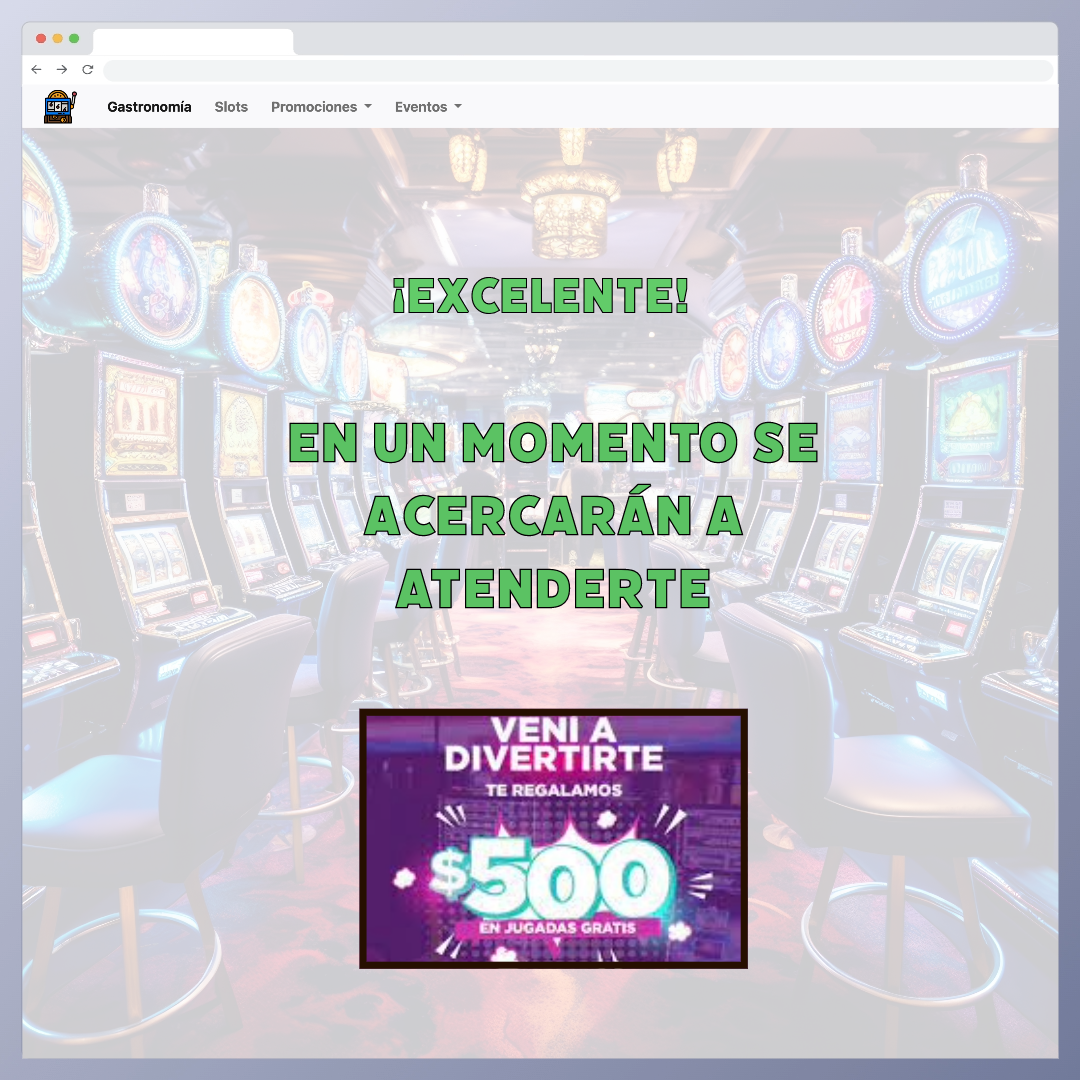 Gastronomía Slots Promociones Eventos
¡EXCELENTE!
EN UN MOMENTO SE
ACERCARÁN A
ATENDERTE
VENI A
DIVERTIRTE
TE REGALAMOS
$500
EN JUGADAS GRATIS